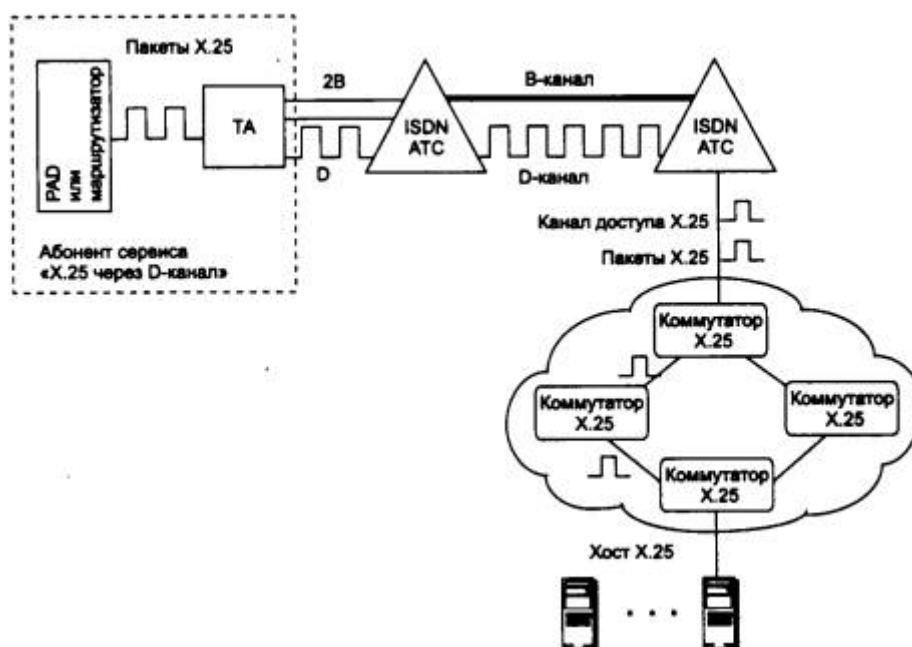 Пакеты X.25
PAD или
маршрутизатор
TA
2B
D
ISDN
АТС
B-канал
D-канал
ISDN
АТС
Абонент сервиса
«X.25 через D-канал»
Канал доступа X.25
Пакеты X.25
Коммутатор
X.25
Коммутатор
X.25
Коммутатор
X.25
Коммутатор
X.25
Хост X.25